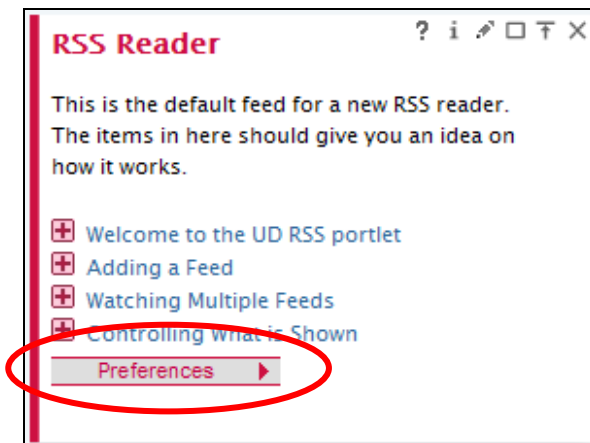 RSS Reader
? i
This is the default feed for a new RSS reader.
The items in here should give you an idea on
how it works.
Welcome to the UD RSS portlet
Adding a Feed
Watching Multiple Feeds
Controlling What is Shown
Preferences